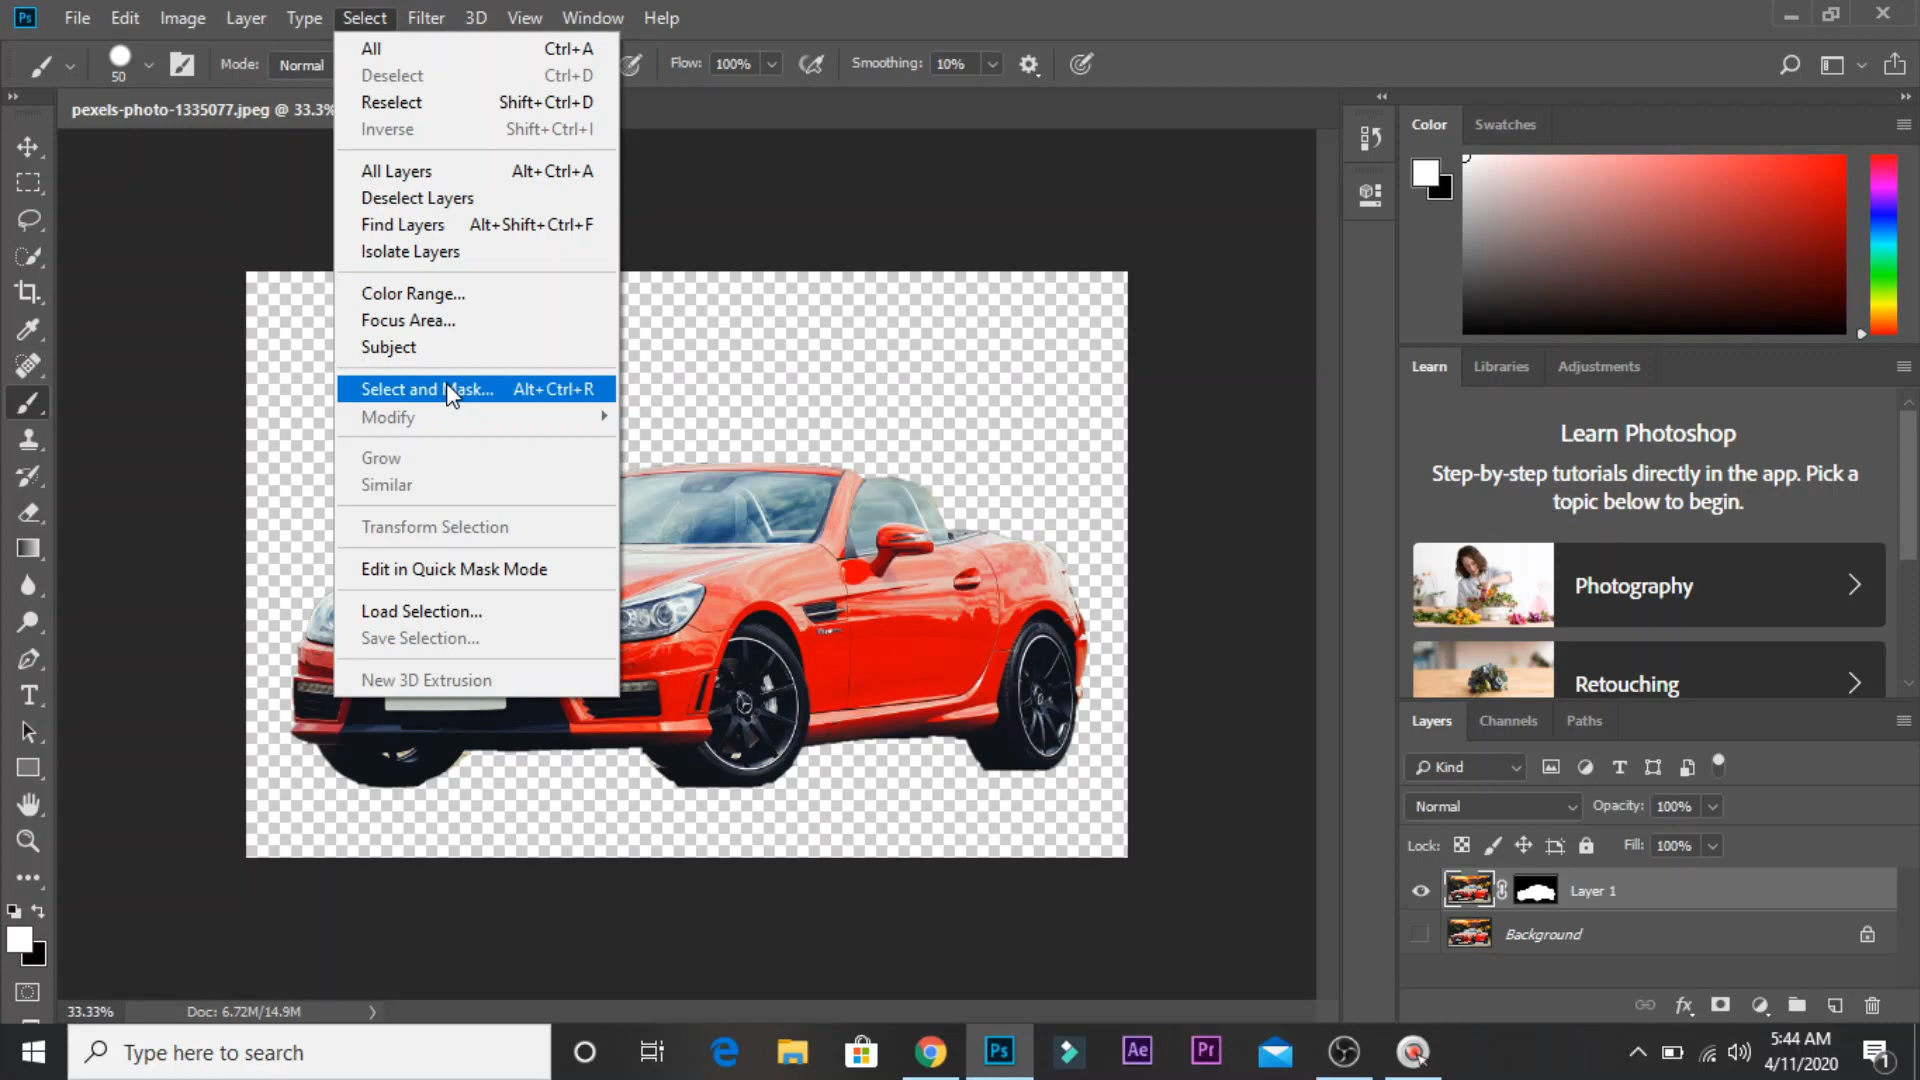 Ps File Edit Image Layer Type Select Filter 3D View Window Help
50 Mode: Normal Flow: 100% Smoothing: 10%
pexels-photo-1335077.jpeg @ 33.3%
All Ctrl+A
Deselect Ctrl+D
Reselect Shift+Ctrl+D
Inverse Shift+Ctrl+I
All Layers Alt+Ctrl+A
Deselect Layers
Find Layers Alt+Shift+Ctrl+F
Isolate Layers
Color Range...
Focus Area...
Subject
Select and Mask... Alt+Ctrl+R
Modify
Grow
Similar
Transform Selection
Edit in Quick Mask Mode
Load Selection...
Save Selection...
New 3D Extrusion
Color Swatches
Learn Libraries Adjustments
Learn Photoshop
Step-by-step tutorials directly in the app. Pick a
topic below to begin.
Photography
Retouching
Layers Channels Paths
Kind
Normal Opacity: 100%
Lock: Fill: 100%
Layer 1
Background
33.33% Doc: 6.72M/14.9M
Type here to search
Ps Ae Pr
5:44 AM
4/11/2020
1